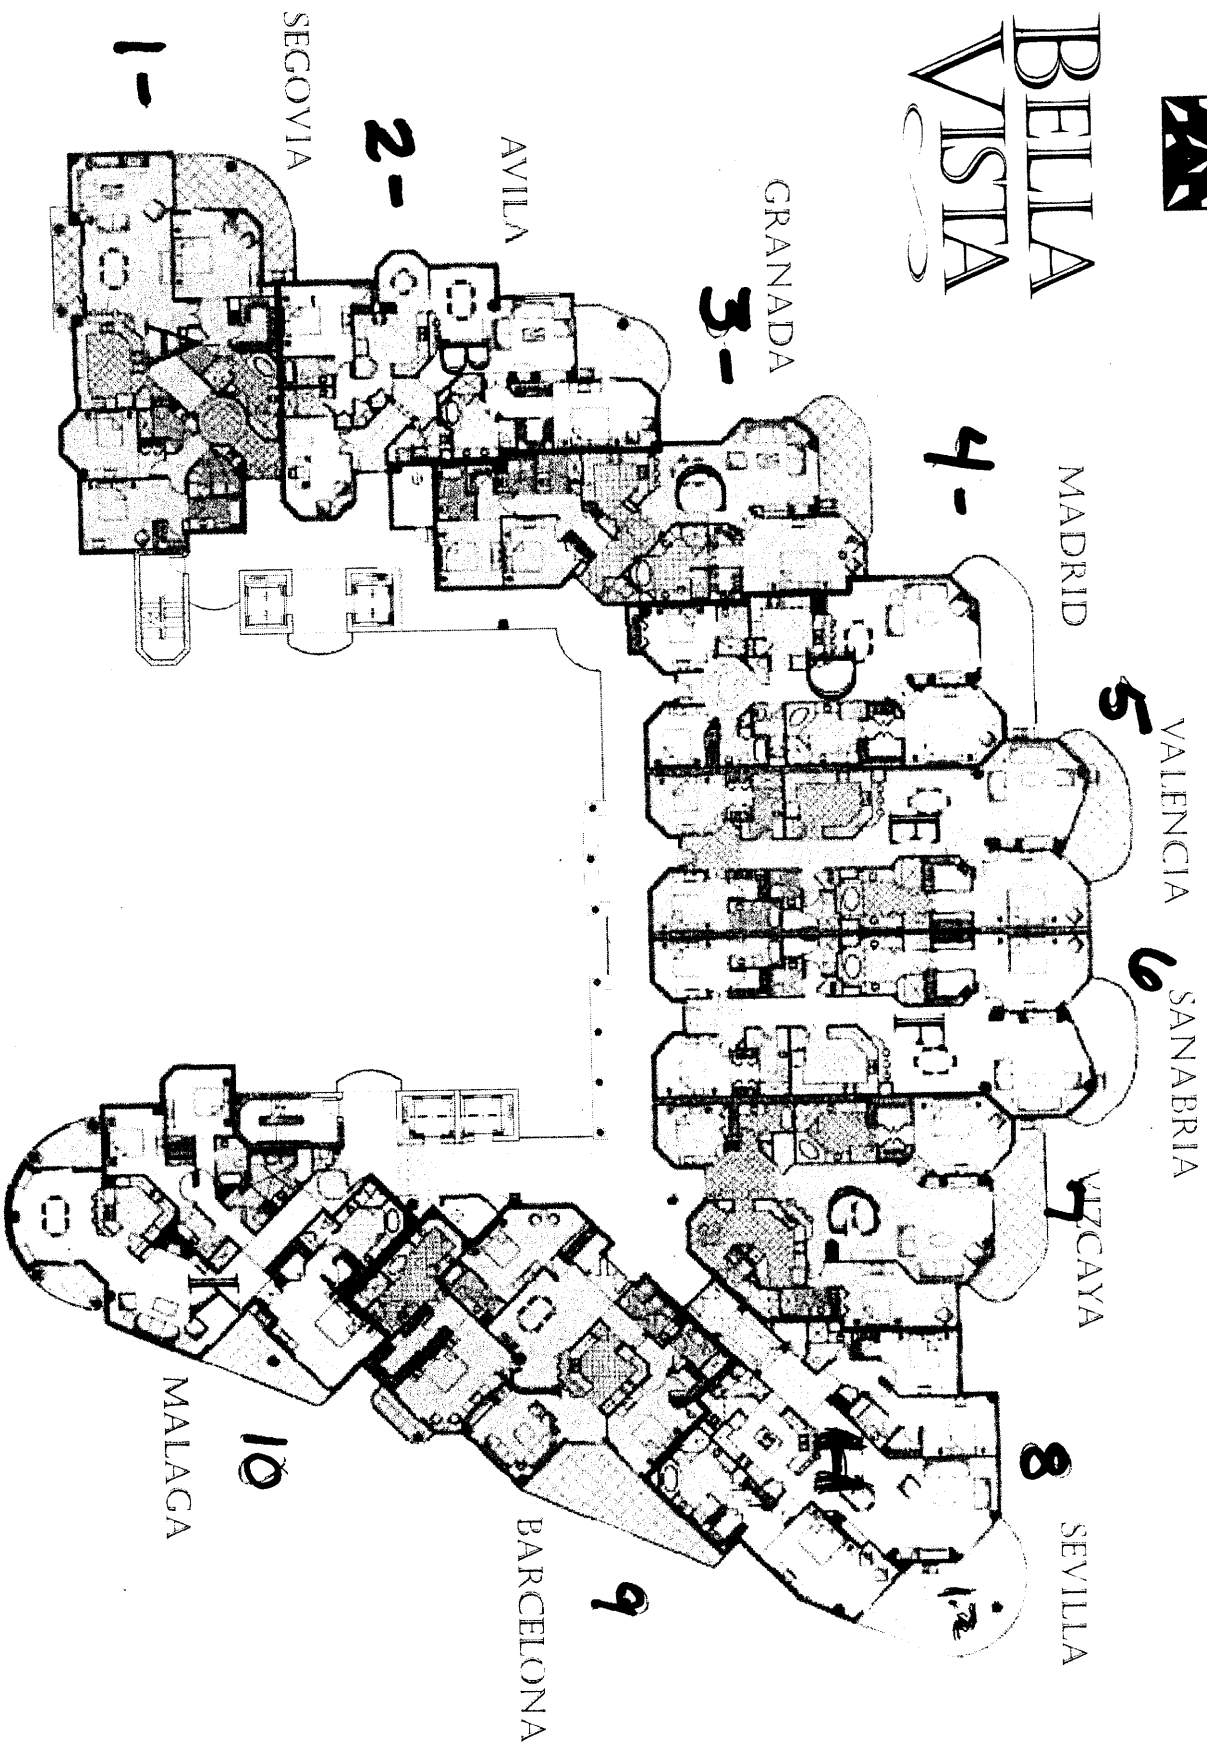 BELLA
VISTA
1-
SEGOVIA
2-
AVILA
3-
GRANADA
4-
MADRID
5
VALENCIA
6
SANABRIA
7
VIZCAYA
8
SEVILLA
9
BARCELONA
10
MALAGA
A
B
C
D
E
F
G
H
I